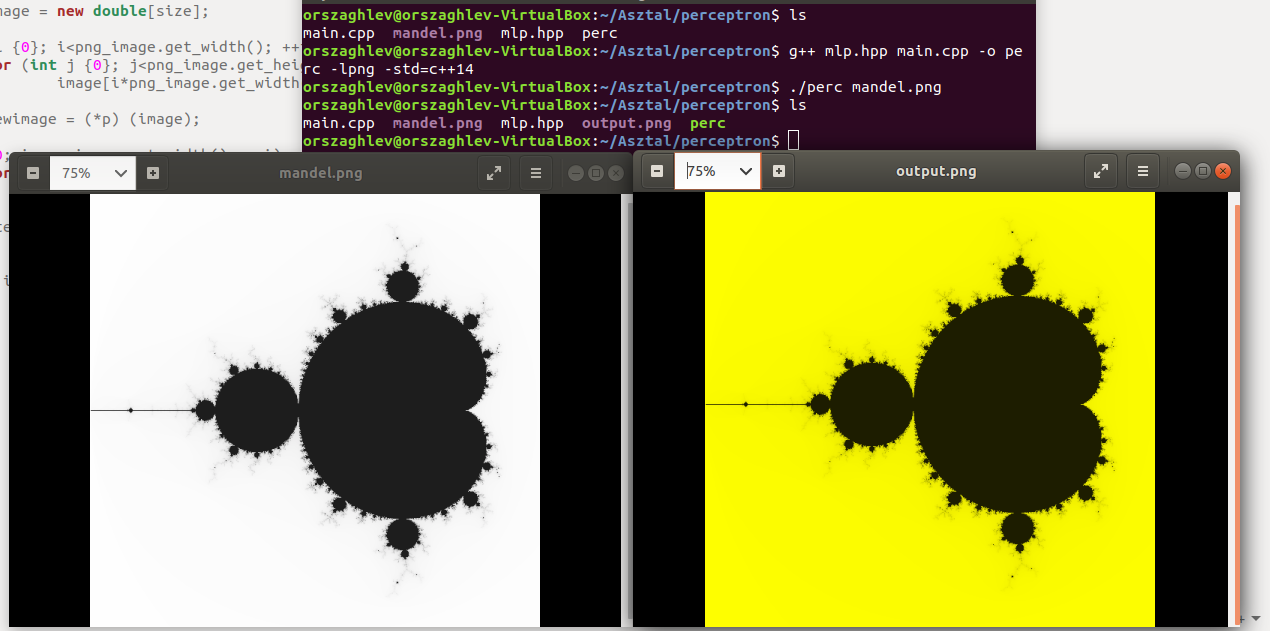 mage = new double[size];
{0}; i<png_image.get_width(); ++
or (int j {0}; j<png_image.get_hei
image[i*png_image.get_width
ewimage = (*p) (image);
orszaghlev@orszaghlev-VirtualBox:~/Asztal/perceptron$ ls
main.cpp mandel.png mlp.hpp perc
orszaghlev@orszaghlev-VirtualBox:~/Asztal/perceptron$ g++ mlp.hpp main.cpp -o pe
rc -lpng -std=c++14
orszaghlev@orszaghlev-VirtualBox:~/Asztal/perceptron$ ./perc mandel.png
orszaghlev@orszaghlev-VirtualBox:~/Asztal/perceptron$ ls
main.cpp mandel.png mlp.hpp output.png perc
orszaghlev@orszaghlev-VirtualBox:~/Asztal/perceptron$
75% mandel.png
75% output.png